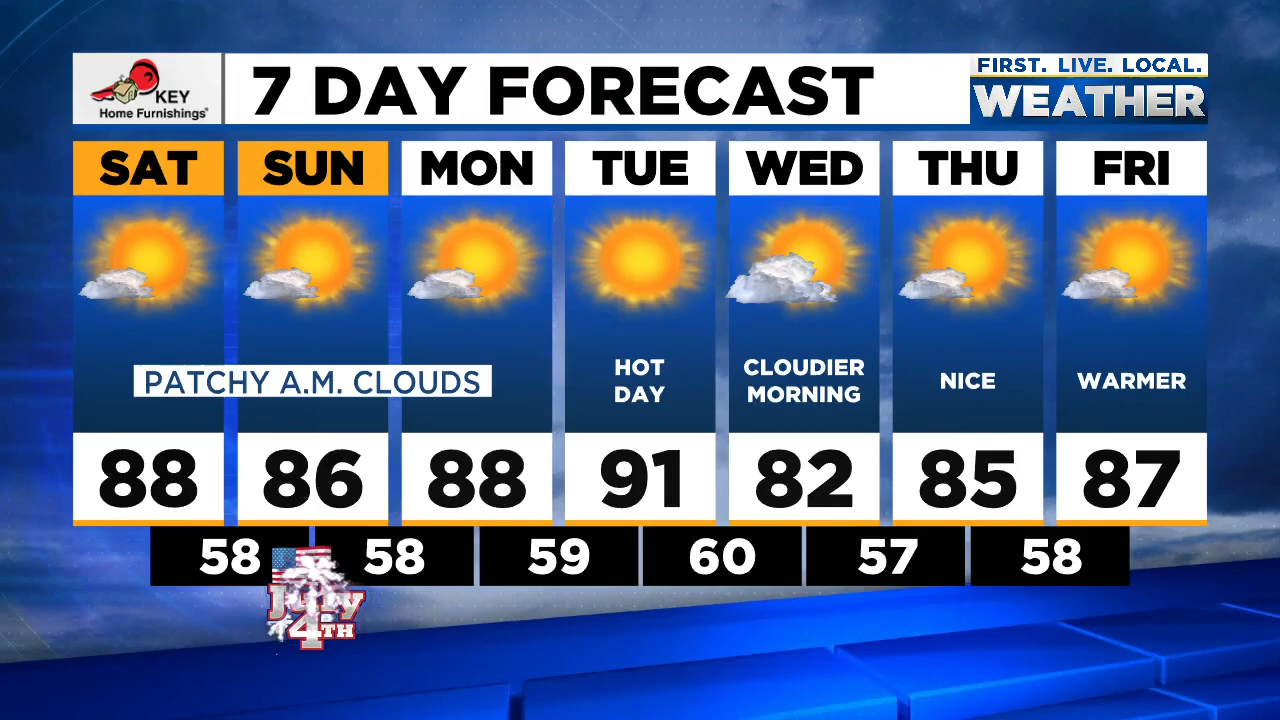 KEY
Home Furnishings®
7 DAY FORECAST
FIRST. LIVE. LOCAL.
WEATHER
SAT SUN MON TUE WED THU FRI
PATCHY A.M. CLOUDS
HOT
DAY
CLOUDIER
MORNING
NICE
WARMER
88 86 88 91 82 85 87
58 58 59 60 57 58
July
4TH